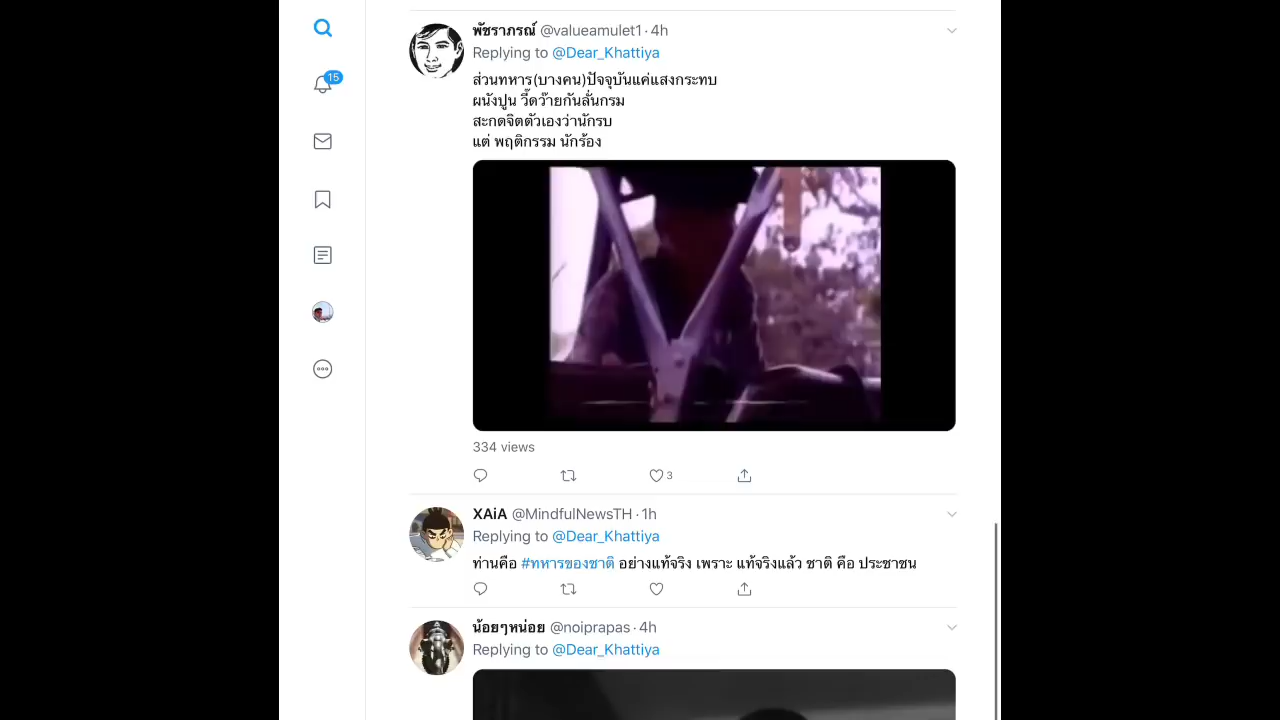 15
พัชราภรณ์ @valueamulet1 · 4h
Replying to @Dear_Khattiya
ส่วนทหาร(บางคน)ปัจจุบันแค่แสงกระทบ
ผนังปูน วี้ดว๊ายกันลั่นกรม
สะกดจิตตัวเองว่านักรบ
แต่ พฤติกรรม นักร้อง
334 views
3
XAiA @MindfulNewsTH · 1h
Replying to @Dear_Khattiya
ท่านคือ #ทหารของชาติ อย่างแท้จริง เพราะ แท้จริงแล้ว ชาติ คือ ประชาชน
น้อยๆหน่อย @noiprapas · 4h
Replying to @Dear_Khattiya